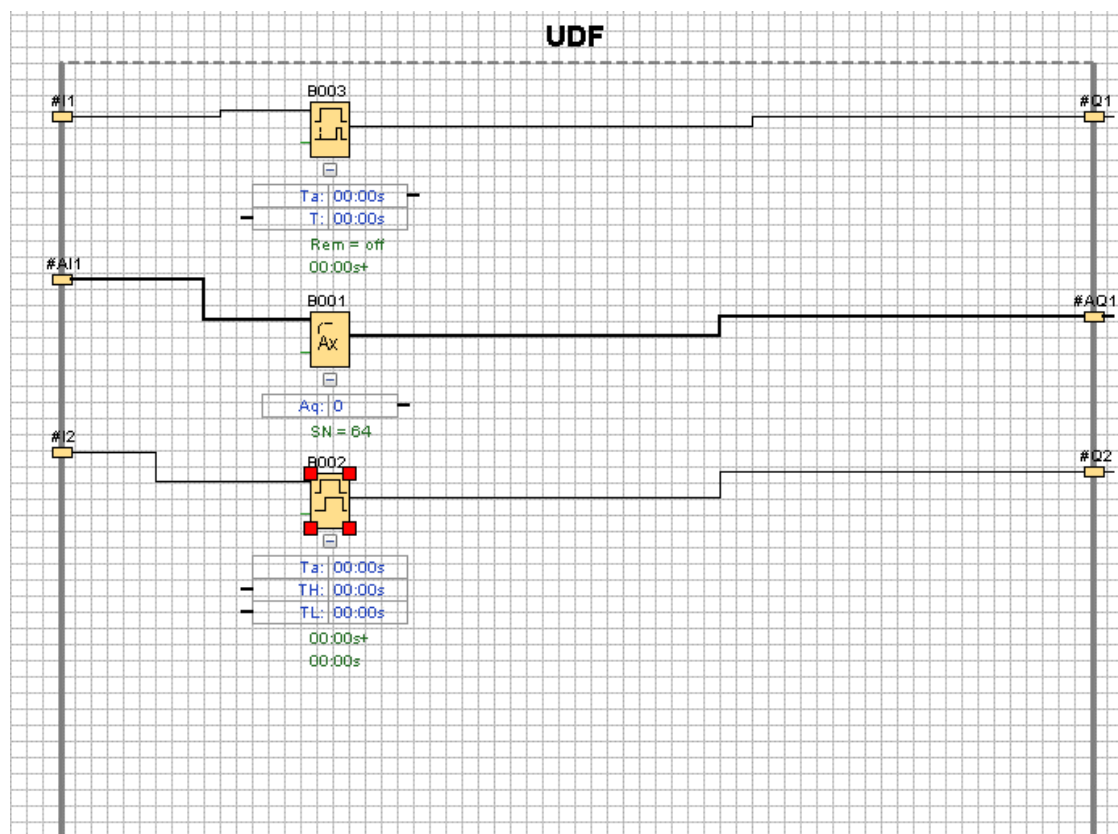 UDF
#I1
B003
#Q1
Ta: 00:00s
T: 00:00s
Rem = off
00:00s+
#AI1
B001
#AQ1
Ax
Aq: 0
SN = 64
#I2
B002
#Q2
Ta: 00:00s
TH: 00:00s
TL: 00:00s
00:00s+
00:00s